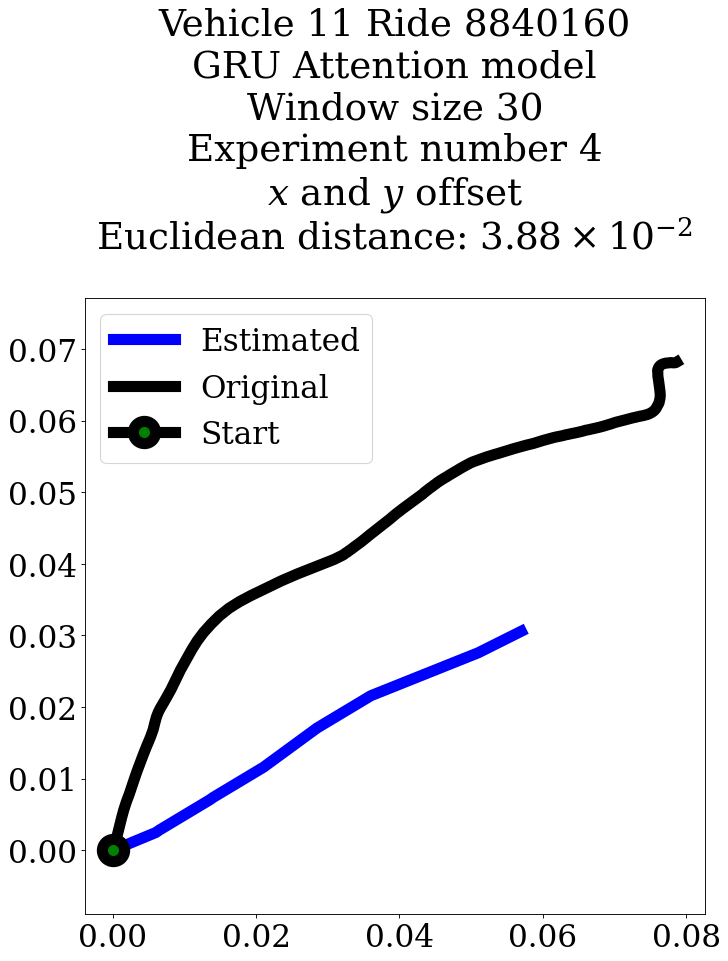 Vehicle 11 Ride 8840160
GRU Attention model
Window size 30
Experiment number 4
x and y offset
Euclidean distance: 3.88 × 10⁻²
Estimated
Original
Start
0.07
0.06
0.05
0.04
0.03
0.02
0.01
0.00
0.00 0.02 0.04 0.06 0.08